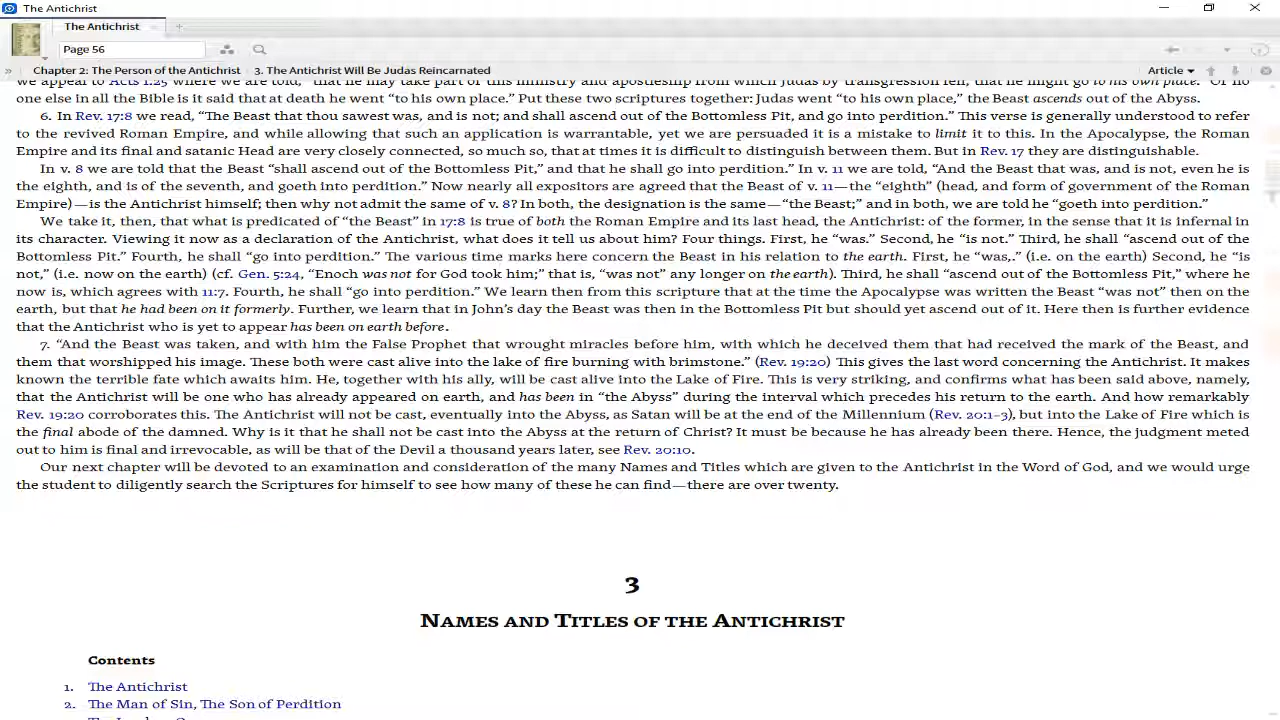 The Antichrist
The Antichrist
Page 56
» Chapter 2: The Person of the Antichrist 3. The Antichrist Will Be Judas Reincarnated Article
we appeal to Acts 1:25 where we are told, “that he may take part of this ministry and apostleship from which Judas by transgression fell, that he might go to his own place.” Of no
one else in all the Bible is it said that at death he went “to his own place.” Put these two scriptures together: Judas went “to his own place,” the Beast ascends out of the Abyss.
6. In Rev. 17:8 we read, “The Beast that thou sawest was, and is not; and shall ascend out of the Bottomless Pit, and go into perdition.” This verse is generally understood to refer
to the revived Roman Empire, and while allowing that such an application is warrantable, yet we are persuaded it is a mistake to limit it to this. In the Apocalypse, the Roman
Empire and its final and satanic Head are very closely connected, so much so, that at times it is difficult to distinguish between them. But in Rev. 17 they are distinguishable.
In v. 8 we are told that the Beast “shall ascend out of the Bottomless Pit,” and that he shall go into perdition.” In v. 11 we are told, “And the Beast that was, and is not, even he is
the eighth, and is of the seventh, and goeth into perdition.” Now nearly all expositors are agreed that the Beast of v. 11—the “eighth” (head, and form of government of the Roman
Empire)—is the Antichrist himself; then why not admit the same of v. 8? In both, the designation is the same—“the Beast;” and in both, we are told he “goeth into perdition.”
We take it, then, that what is predicated of “the Beast” in 17:8 is true of both the Roman Empire and its last head, the Antichrist: of the former, in the sense that it is infernal in
its character. Viewing it now as a declaration of the Antichrist, what does it tell us about him? Four things. First, he “was.” Second, he “is not.” Third, he shall “ascend out of the
Bottomless Pit.” Fourth, he shall “go into perdition.” The various time marks here concern the Beast in his relation to the earth. First, he “was,.” (i.e. on the earth) Second, he “is
not,” (i.e. now on the earth) (cf. Gen. 5:24, “Enoch was not for God took him;” that is, “was not” any longer on the earth). Third, he shall “ascend out of the Bottomless Pit,” where he
now is, which agrees with 11:7. Fourth, he shall “go into perdition.” We learn then from this scripture that at the time the Apocalypse was written the Beast “was not” then on the
earth, but that he had been on it formerly. Further, we learn that in John’s day the Beast was then in the Bottomless Pit but should yet ascend out of it. Here then is further evidence
that the Antichrist who is yet to appear has been on earth before.
7. “And the Beast was taken, and with him the False Prophet that wrought miracles before him, with which he deceived them that had received the mark of the Beast, and
them that worshipped his image. These both were cast alive into the lake of fire burning with brimstone.” (Rev. 19:20) This gives the last word concerning the Antichrist. It makes
known the terrible fate which awaits him. He, together with his ally, will be cast alive into the Lake of Fire. This is very striking, and confirms what has been said above, namely,
that the Antichrist will be one who has already appeared on earth, and has been in “the Abyss” during the interval which precedes his return to the earth. And how remarkably
Rev. 19:20 corroborates this. The Antichrist will not be cast, eventually into the Abyss, as Satan will be at the end of the Millennium (Rev. 20:1–3), but into the Lake of Fire which is
the final abode of the damned. Why is it that he shall not be cast into the Abyss at the return of Christ? It must be because he has already been there. Hence, the judgment meted
out to him is final and irrevocable, as will be that of the Devil a thousand years later, see Rev. 20:10.
Our next chapter will be devoted to an examination and consideration of the many Names and Titles which are given to the Antichrist in the Word of God, and we would urge
the student to diligently search the Scriptures for himself to see how many of these he can find—there are over twenty.
3
Names and Titles of the Antichrist
Contents
1. The Antichrist
2. The Man of Sin, The Son of Perdition